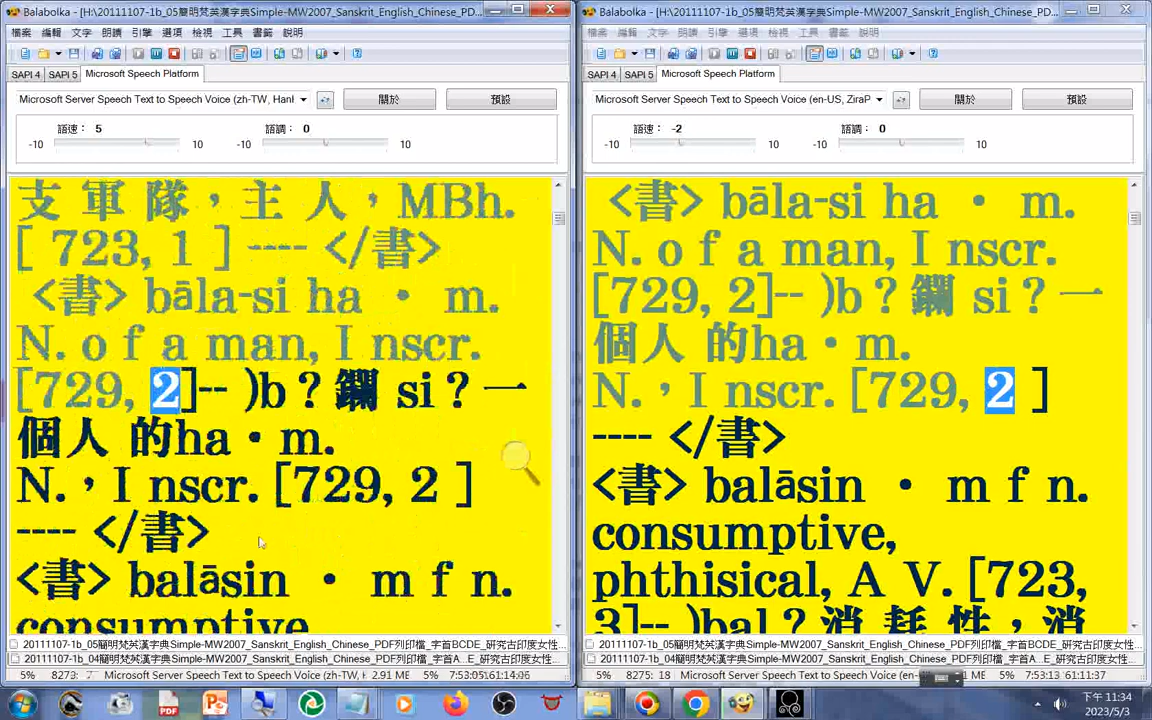 Balabolka - [H:\20111107-1b_05簡明梵英漢字典Simple-MW2007_Sanskrit_English_Chinese_PD...
檔案 編輯 文字 朗讀 引擎 選項 檢視 工具 書籤 說明
SAPI 4 SAPI 5 Microsoft Speech Platform
Microsoft Server Speech Text to Speech Voice (zh-TW, HanI
關於 預設
語速: 5 語調: 0
-10 10 -10 10
支 軍 隊，主 人，MBh.
[ 723, 1 ] ---- </書>
<書> bāla-si ha • m.
N. o f a man, I nscr.
[729, 2]-- )b？鑭 si？一
個人 的ha•m.
N.，I nscr. [729, 2 ]
---- </書>
<書> balāsin • m f n.
consumptive,
20111107-1b_05簡明梵英漢字典Simple-MW2007_Sanskrit_English_Chinese_PDF列印檔_字首BCDE_研究古印度女性...
20111107-1b_04簡明梵英漢字典Simple-MW2007_Sanskrit_English_Chinese_PDF列印檔_字首A...E_研究古印度女性...
5% 8273: 7 Microsoft Server Speech Text to Speech Voice (zh-TW, H 2.91 MB 5% 7:53:05\61:14:06
Balabolka - [H:\20111107-1b_05簡明梵英漢字典Simple-MW2007_Sanskrit_English_Chinese_PD...
檔案 編輯 文字 朗讀 引擎 選項 檢視 工具 書籤 說明
SAPI 4 SAPI 5 Microsoft Speech Platform
Microsoft Server Speech Text to Speech Voice (en-US, ZiraP
關於 預設
語速: -2 語調: 0
-10 10 -10 10
<書> bāla-si ha • m.
N. o f a man, I nscr.
[729, 2]-- )b？鑭 si？一
個人 的ha•m.
N.，I nscr. [729, 2 ]
---- </書>
<書> balāsin • m f n.
consumptive,
phthisical, A V. [723,
3]-- )bal？消 耗 性，消
20111107-1b_05簡明梵英漢字典Simple-MW2007_Sanskrit_English_Chinese_PDF列印檔_字首BCDE_研究古印度女性...
20111107-1b_04簡明梵英漢字典Simple-MW2007_Sanskrit_English_Chinese_PDF列印檔_字首A...E_研究古印度女性...
5% 8275: 18 Microsoft Server Speech Text to Speech Voice (en-US, MB 5% 7:53:13\61:11:37
下午 11:34
2023/5/3